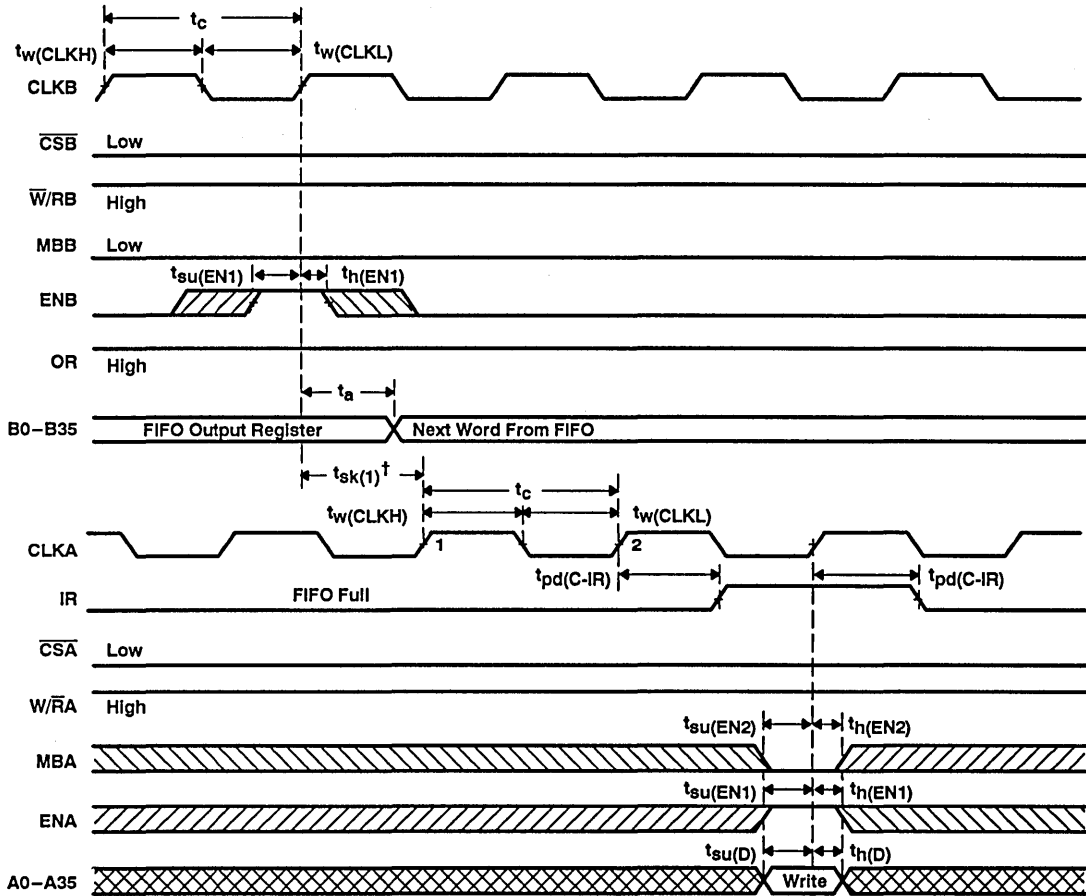 tc
tw(CLKH)
tw(CLKL)
CLKB
CSB
Low
W/RB
High
MBB
Low
tsu(EN1)
th(EN1)
ENB
OR
High
ta
B0–B35
FIFO Output Register
Next Word From FIFO
tsk(1)†
tc
tw(CLKH)
tw(CLKL)
CLKA
1
2
tpd(C-IR)
tpd(C-IR)
IR
FIFO Full
CSA
Low
W/RA
High
tsu(EN2)
th(EN2)
MBA
tsu(EN1)
th(EN1)
ENA
tsu(D)
th(D)
A0–A35
Write